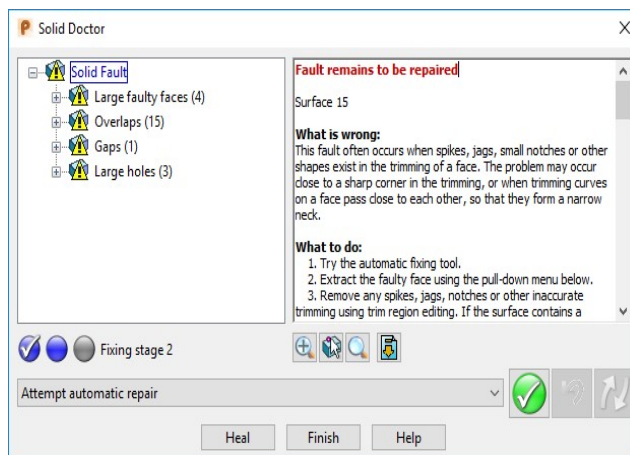 Solid Doctor
Solid Fault
Large faulty faces (4)
Overlaps (15)
Gaps (1)
Large holes (3)
Fault remains to be repaired
Surface 15
What is wrong:
This fault often occurs when spikes, jags, small notches or other
shapes exist in the trimming of a face. The problem may occur
close to a sharp corner in the trimming, or when trimming curves
on a face pass close to each other, so that they form a narrow
neck.
What to do:
1. Try the automatic fixing tool.
2. Extract the faulty face using the pull-down menu below.
3. Remove any spikes, jags, notches or other inaccurate
trimming using trim region editing. If the surface contains a
Fixing stage 2
Attempt automatic repair
Heal
Finish
Help